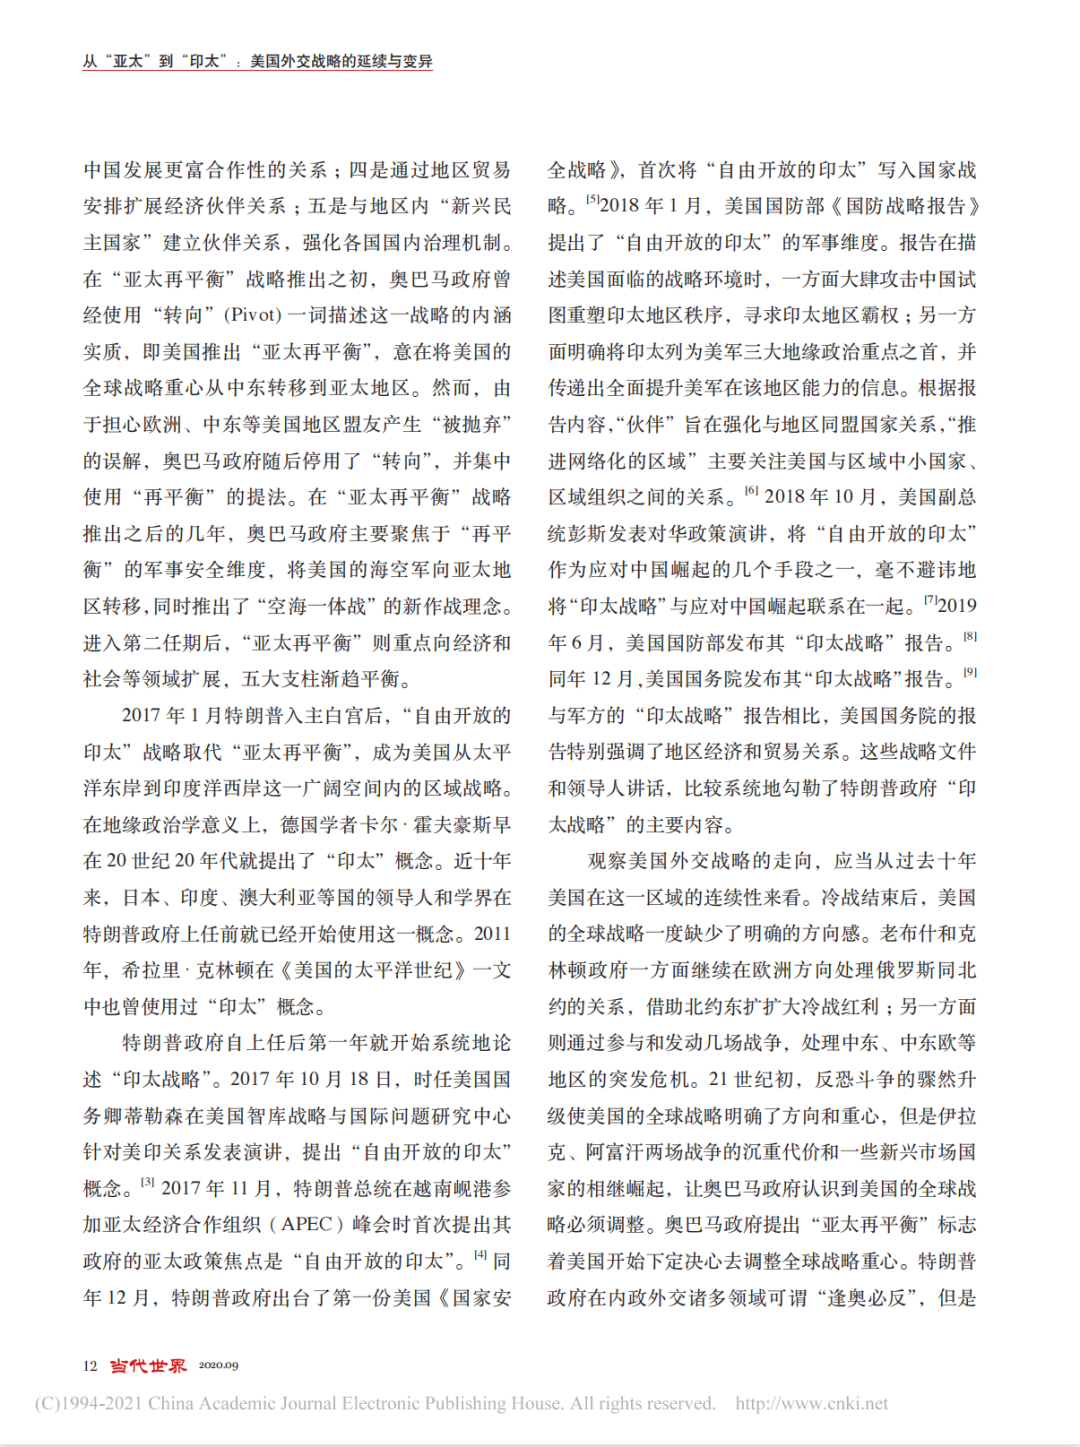 从“亚太”到“印太”：美国外交战略的延续与变异
中国发展更富合作性的关系；四是通过地区贸易
安排扩展经济伙伴关系；五是与地区内“新兴民
主国家”建立伙伴关系，强化各国国内治理机制。
在“亚太再平衡”战略推出之初，奥巴马政府曾
经使用“转向”(Pivot)一词描述这一战略的内涵
实质，即美国推出“亚太再平衡”，意在将美国的
全球战略重心从中东转移到亚太地区。然而，由
于担心欧洲、中东等美国地区盟友产生“被抛弃”
的误解，奥巴马政府随后停用了“转向”，并集中
使用“再平衡”的提法。在“亚太再平衡”战略
推出之后的几年，奥巴马政府主要聚焦于“再平
衡”的军事安全维度，将美国的海空军向亚太地
区转移，同时推出了“空海一体战”的新作战理念。
进入第二任期后，“亚太再平衡”则重点向经济和
社会等领域扩展，五大支柱渐趋平衡。
2017年1月特朗普入主白宫后，“自由开放的
印太”战略取代“亚太再平衡”，成为美国从太平
洋东岸到印度洋西岸这一广阔空间内的区域战略。
在地缘政治学意义上，德国学者卡尔·霍夫豪斯早
在20世纪20年代就提出了“印太”概念。近十年
来，日本、印度、澳大利亚等国的领导人和学界在
特朗普政府上任前就已经开始使用这一概念。2011
年，希拉里·克林顿在《美国的太平洋世纪》一文
中也曾使用过“印太”概念。
特朗普政府自上任后第一年就开始系统地论
述“印太战略”。2017年10月18日，时任美国国
务卿蒂勒森在美国智库战略与国际问题研究中心
针对美印关系发表演讲，提出“自由开放的印太”
概念。[3] 2017年11月，特朗普总统在越南岘港参
加亚太经济合作组织（APEC）峰会时首次提出其
政府的亚太政策焦点是“自由开放的印太”。[4] 同
年12月，特朗普政府出台了第一份美国《国家安
全战略》，首次将“自由开放的印太”写入国家战
略。[5]2018年1月，美国国防部《国防战略报告》
提出了“自由开放的印太”的军事维度。报告在描
述美国面临的战略环境时，一方面大肆攻击中国试
图重塑印太地区秩序，寻求印太地区霸权；另一方
面明确将印太列为美军三大地缘政治重点之首，并
传递出全面提升美军在该地区能力的信息。根据报
告内容，“伙伴”旨在强化与地区同盟国家关系，“推
进网络化的区域”主要关注美国与区域中小国家、
区域组织之间的关系。[6] 2018年10月，美国副总
统彭斯发表对华政策演讲，将“自由开放的印太”
作为应对中国崛起的几个手段之一，毫不避讳地
将“印太战略”与应对中国崛起联系在一起。[7]2019
年6月，美国国防部发布其“印太战略”报告。[8]
同年12月，美国国务院发布其“印太战略”报告。[9]
与军方的“印太战略”报告相比，美国国务院的报
告特别强调了地区经济和贸易关系。这些战略文件
和领导人讲话，比较系统地勾勒了特朗普政府“印
太战略”的主要内容。
观察美国外交战略的走向，应当从过去十年
美国在这一区域的连续性来看。冷战结束后，美国
的全球战略一度缺少了明确的方向感。老布什和克
林顿政府一方面继续在欧洲方向处理俄罗斯同北
约的关系，借助北约东扩扩大冷战红利；另一方面
则通过参与和发动几场战争，处理中东、中东欧等
地区的突发危机。21世纪初，反恐斗争的骤然升
级使美国的全球战略明确了方向和重心，但是伊拉
克、阿富汗两场战争的沉重代价和一些新兴市场国
家的相继崛起，让奥巴马政府认识到美国的全球战
略必须调整。奥巴马政府提出“亚太再平衡”标志
着美国开始下定决心去调整全球战略重心。特朗普
政府在内政外交诸多领域可谓“逢奥必反”，但是
12 当代世界 2020.09
(C)1994-2021 China Academic Journal Electronic Publishing House. All rights reserved. http://www.cnki.net